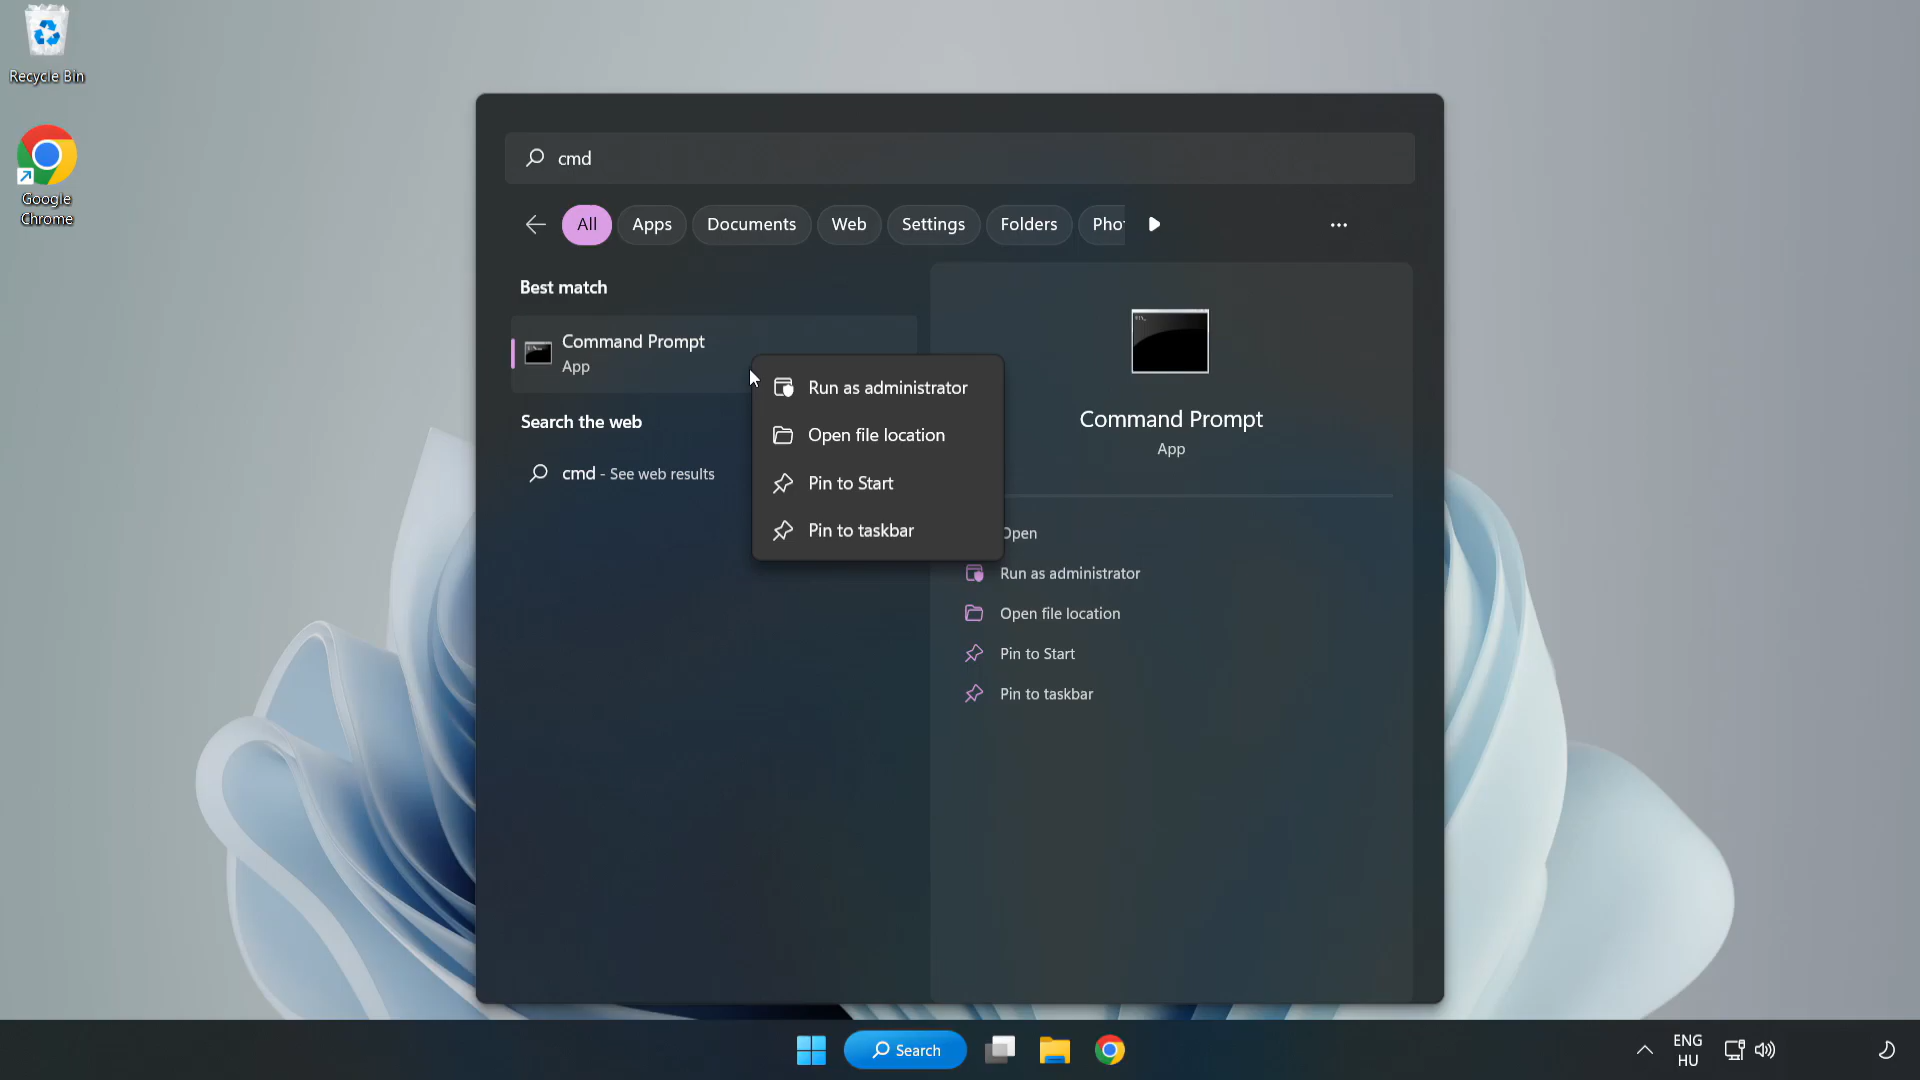 Recycle Bin
Google
Chrome
cmd
All
Apps
Documents
Web
Settings
Folders
Best match
Command Prompt
App
Search the web
cmd - See web results
Run as administrator
Open file location
Pin to Start
Pin to taskbar
Command Prompt
App
Open
Run as administrator
Open file location
Pin to Start
Pin to taskbar
Search
ENG
HU